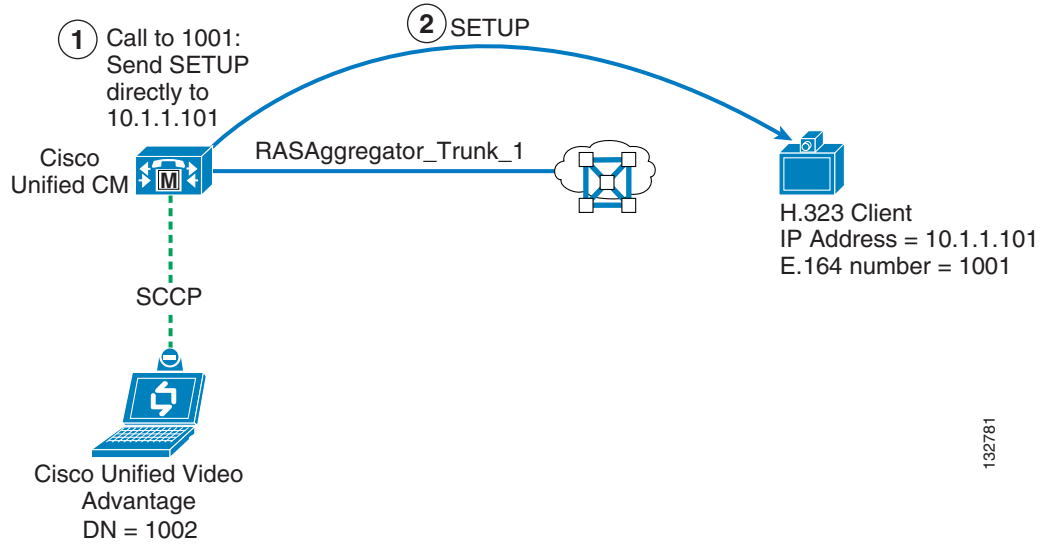 1
Call to 1001:
Send SETUP
directly to
10.1.1.101
2
SETUP
Cisco
Unified CM
M
RASAggregator_Trunk_1
H.323 Client
IP Address = 10.1.1.101
E.164 number = 1001
SCCP
Cisco Unified Video
Advantage
DN = 1002
132781